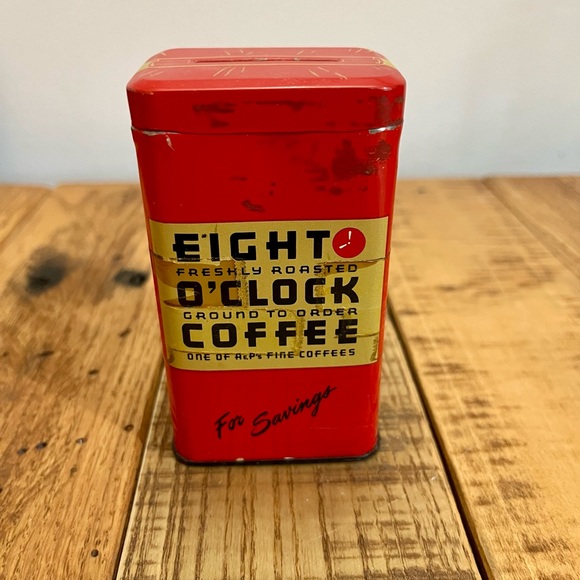 EIGHT
FRESHLY ROASTED
O'CLOCK
GROUND TO ORDER
COFFEE
ONE OF A&P's FINE COFFEES
For Savings